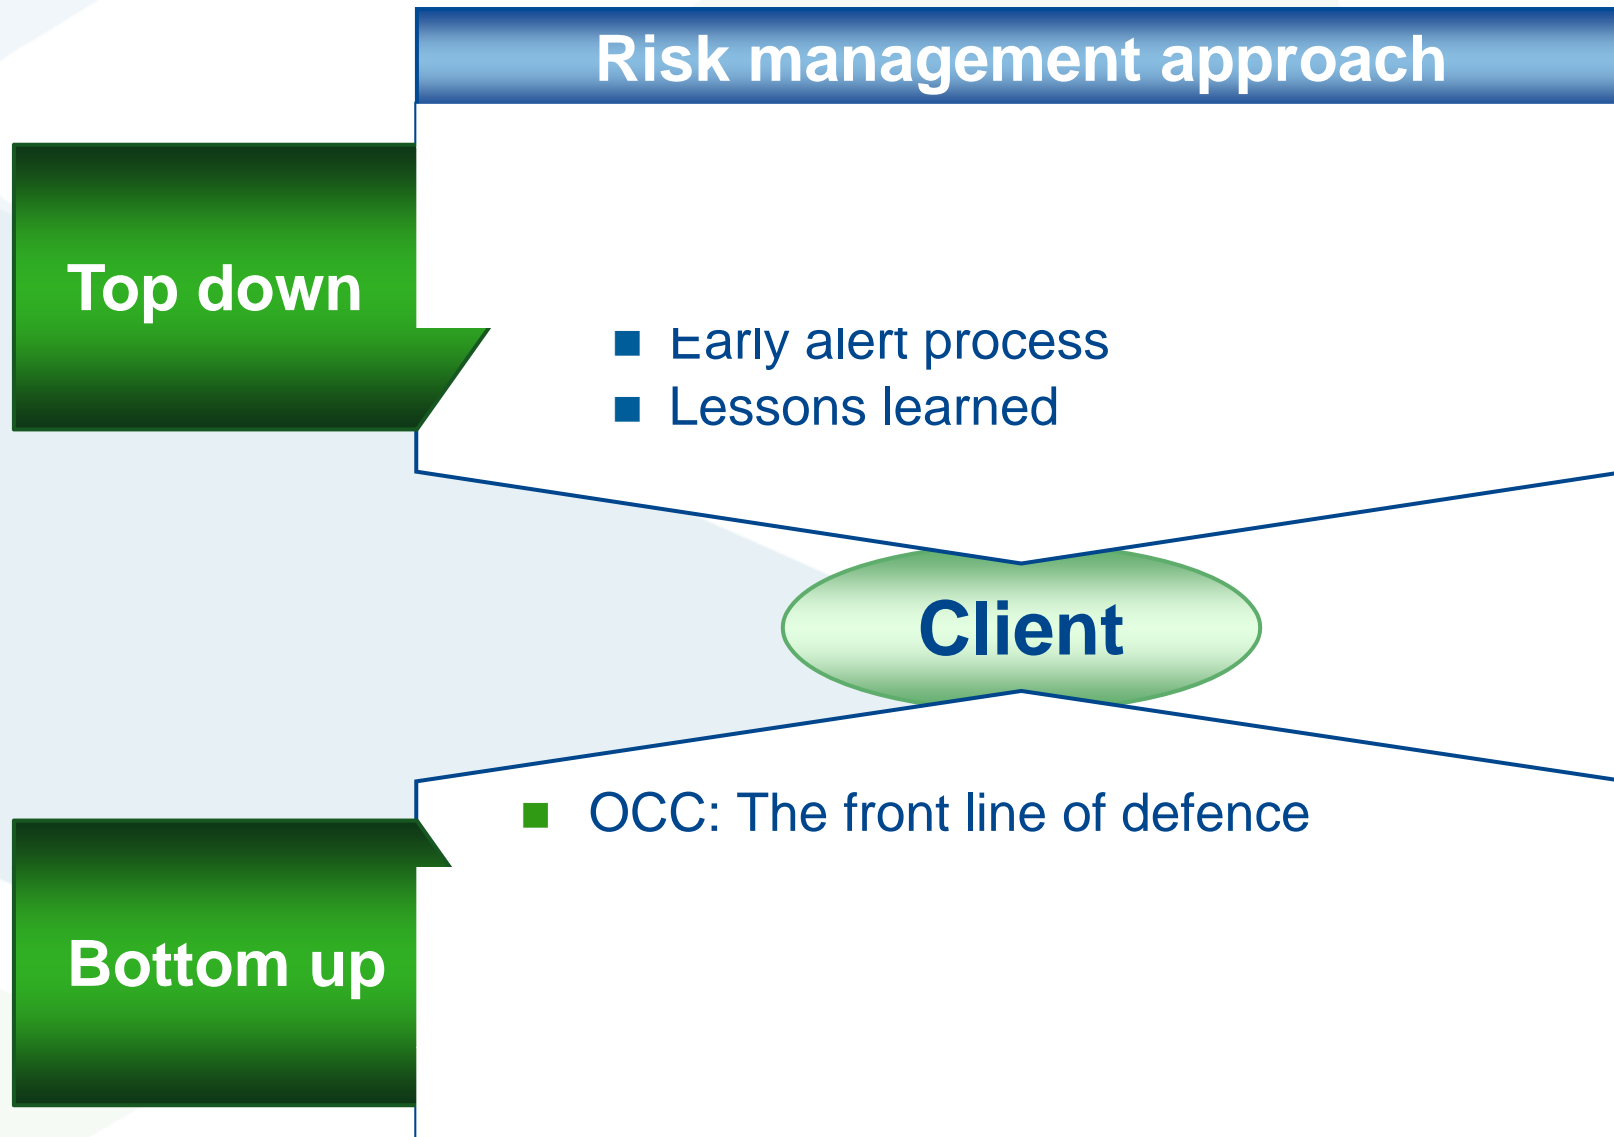 Risk management approach
Top down
Early alert process
Lessons learned
Client
OCC: The front line of defence
Bottom up